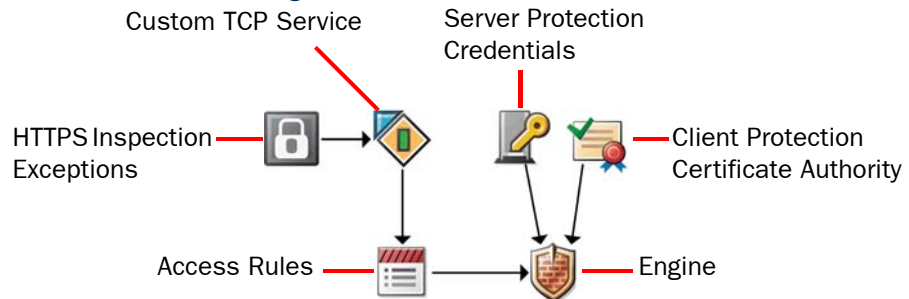 Custom TCP Service
Server Protection
Credentials
HTTPS Inspection
Exceptions
Client Protection
Certificate Authority
Access Rules
Engine